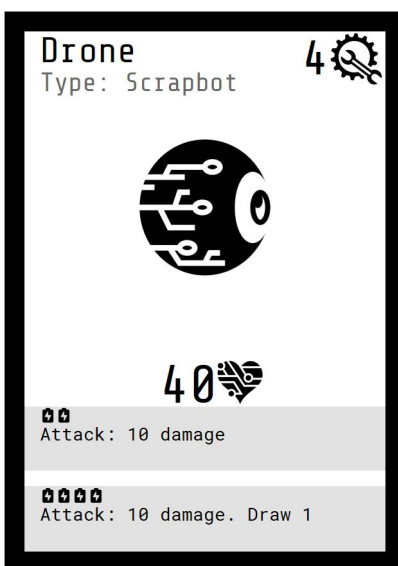 Drone
4
Type: Scrapbot
40
Attack: 10 damage
Attack: 10 damage. Draw 1